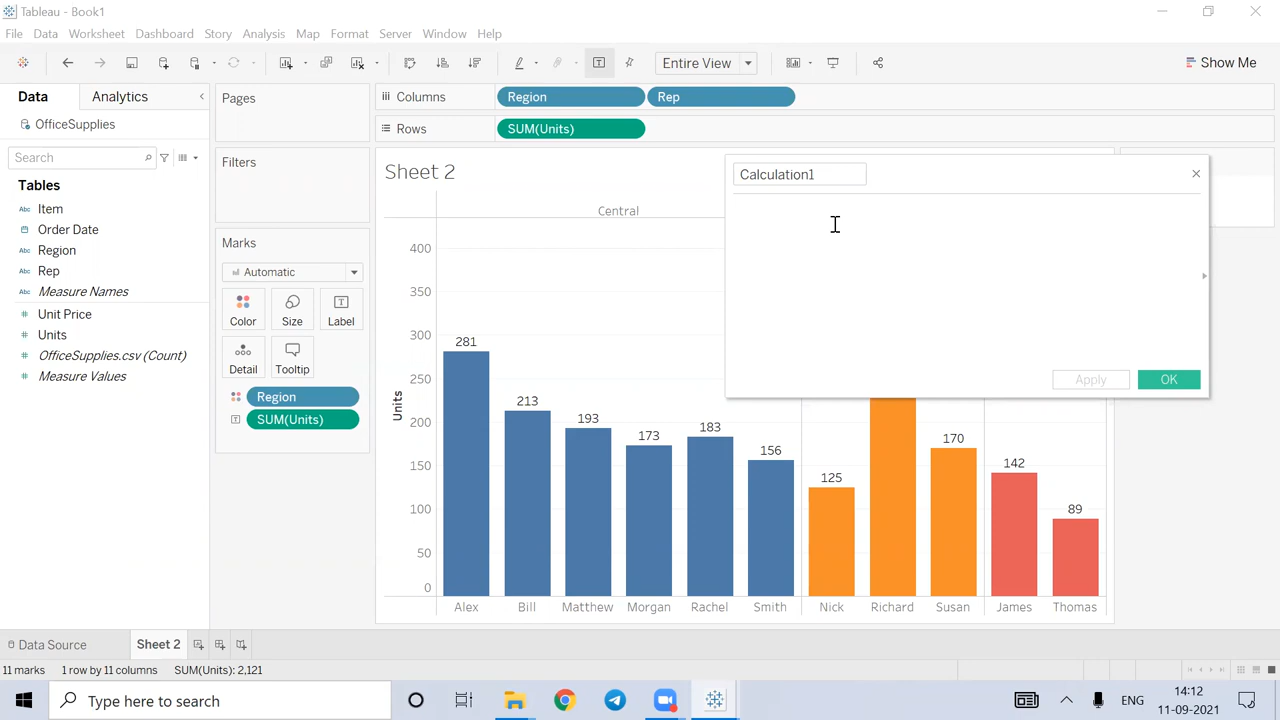 Tableau - Book1
File Data Worksheet Dashboard Story Analysis Map Format Server Window Help
Entire View
Show Me
Data Analytics
OfficeSupplies
Search
Tables
Abc Item
Order Date
Abc Region
Abc Rep
Abc Measure Names
# Unit Price
# Units
# OfficeSupplies.csv (Count)
# Measure Values
Pages
Filters
Marks
Automatic
Color Size Label
Detail Tooltip
Region
SUM(Units)
Columns Region Rep
Rows SUM(Units)
Sheet 2
Central
Calculation1
Apply OK
Units
400
350
300
250
200
150
100
50
0
281
213
193
173
183
156
125
170
142
89
Alex Bill Matthew Morgan Rachel Smith Nick Richard Susan James Thomas
Data Source Sheet 2
11 marks 1 row by 11 columns SUM(Units): 2,121
Type here to search
ENG
14:12
11-09-2021